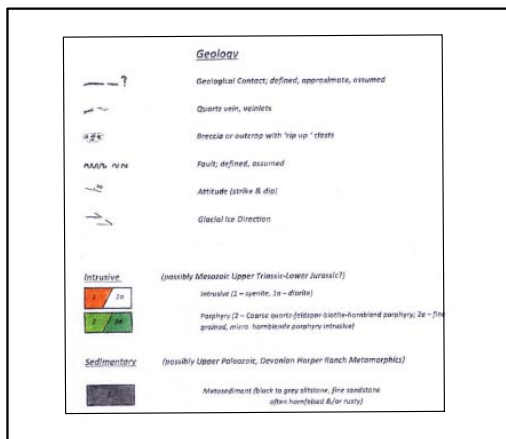 Geology
?
Geological Contact; defined, approximate, assumed
Quartz vein, veinlets
Breccia or outcrop with 'rip up ' clasts
Fault; defined, assumed
Attitude (strike & dip)
Glacial Ice Direction
Intrusive (possibly Mesozoic Upper Triassic-Lower Jurassic?)
1 1a Intrusive (1 – syenite, 1a – diorite)
2 2a Porphyry (2 – Coarse quartz-feldspar-biotite-hornblend porphyry; 2a – fine
grained, micro hornblende porphyry intrusive)
Sedimentary (possibly Upper Paleozoic, Devonian Harper Ranch Metamorphics)
Metasediment (black to grey siltstone, fine sandstone
often hornfelsed &/or rusty)